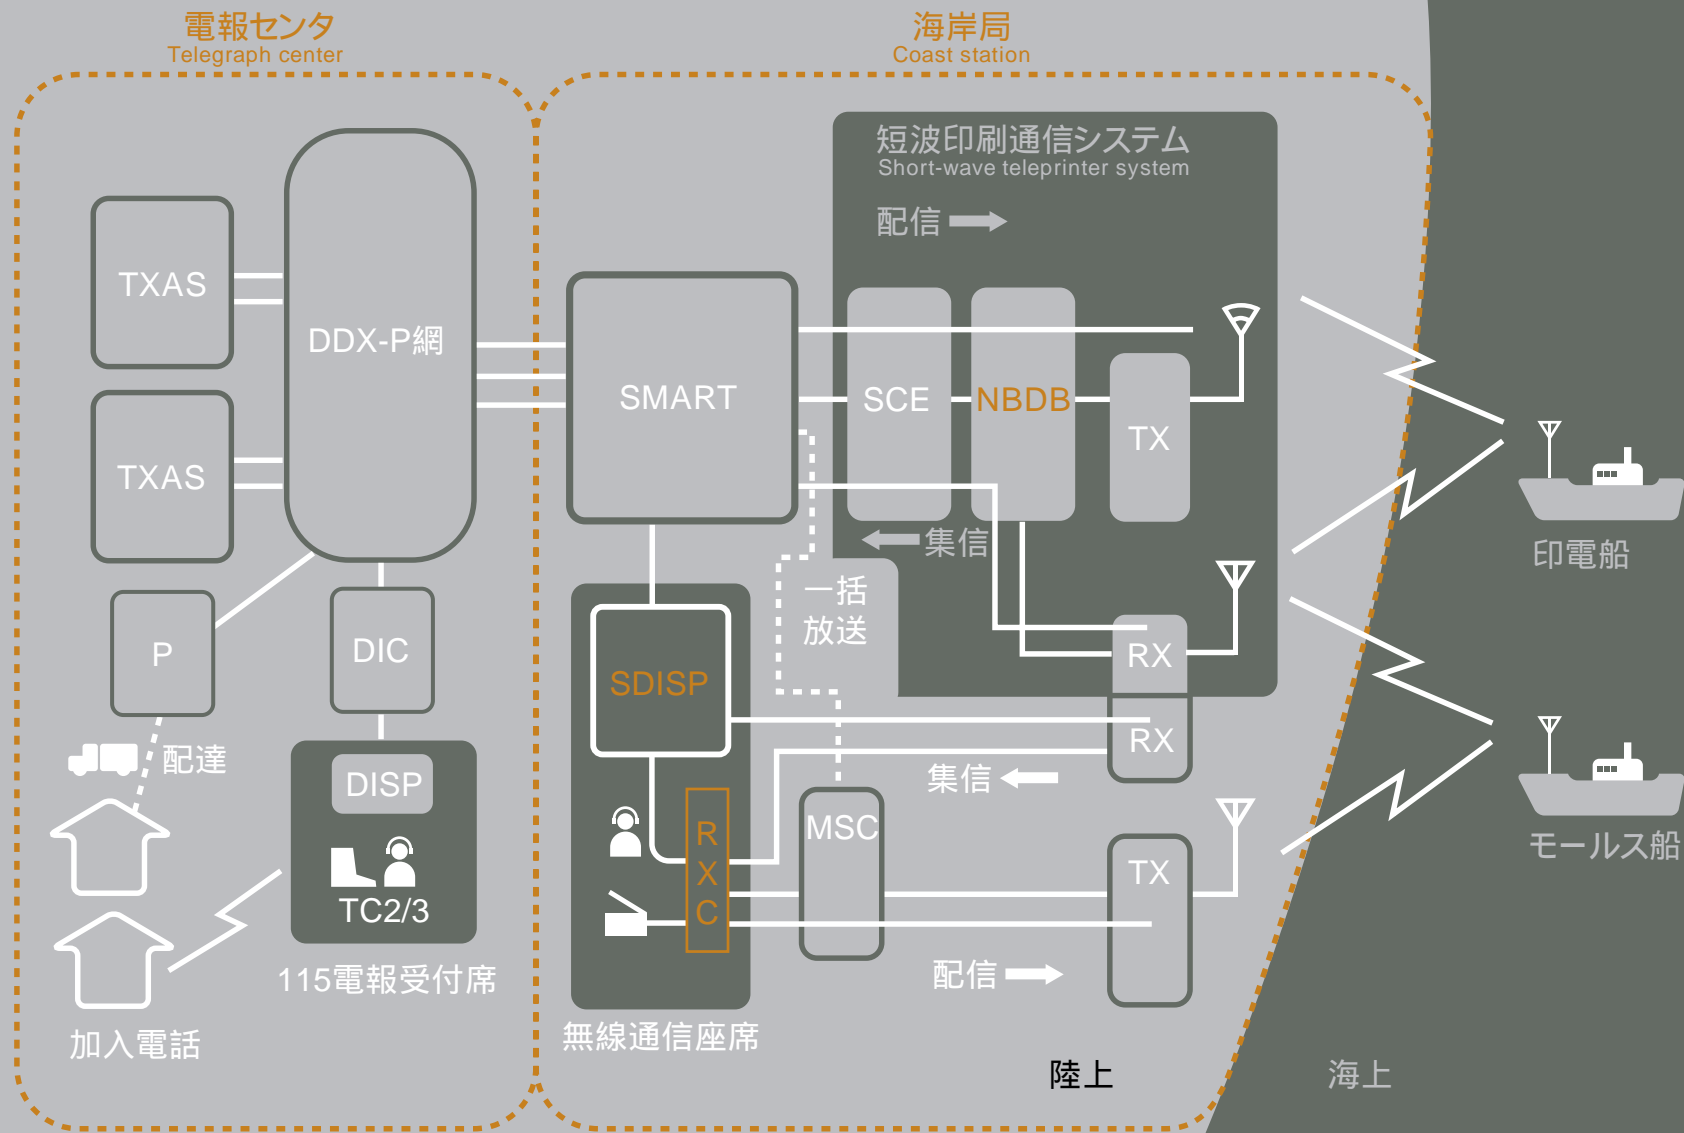 電報センタ
Telegraph center
海岸局
Coast station
短波印刷通信システム
Short-wave teleprinter system
配信
TXAS
DDX-P網
SMART
SCE
NBDB
TX
TXAS
集信
印電船
一括
放送
P
DIC
SDISP
RX
RX
配達
DISP
集信
MSC
R
X
C
モールス船
TC2/3
TX
115電報受付席
配信
加入電話
無線通信座席
陸上
海上